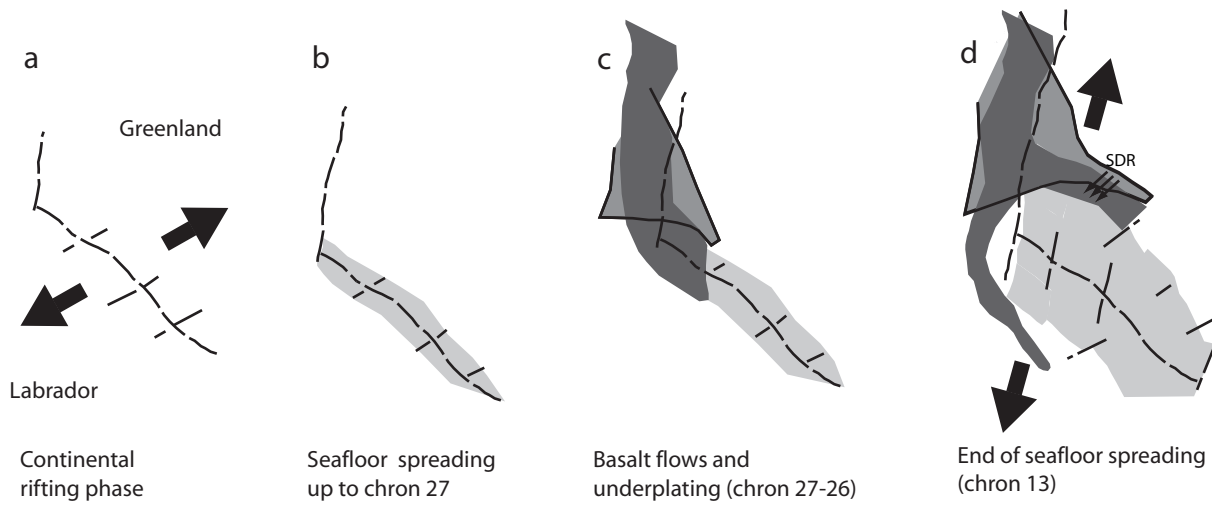 a
Greenland
Labrador
Continental
rifting phase
b
Seafloor spreading
up to chron 27
c
Basalt flows and
underplating (chron 27-26)
d
SDR
End of seafloor spreading
(chron 13)